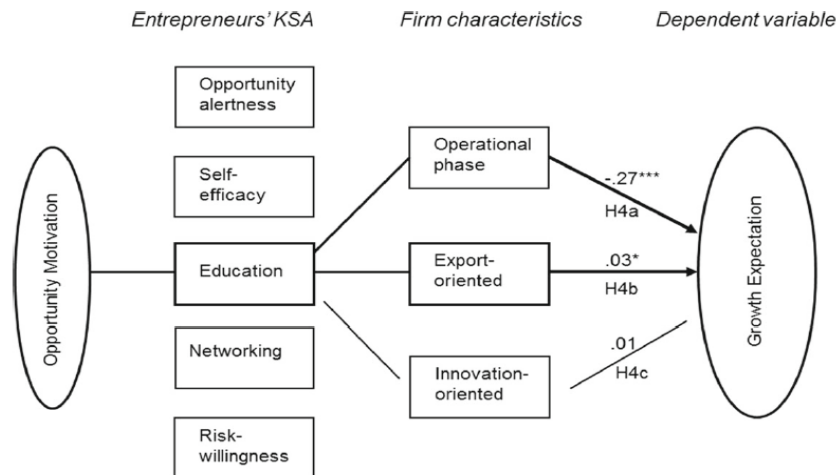 Entrepreneurs' KSA
Firm characteristics
Dependent variable
Opportunity Motivation
Opportunity
alertness
Self-
efficacy
Education
Networking
Risk-
willingness
Operational
phase
Export-
oriented
Innovation-
oriented
-.27***
H4a
.03*
H4b
.01
H4c
Growth Expectation